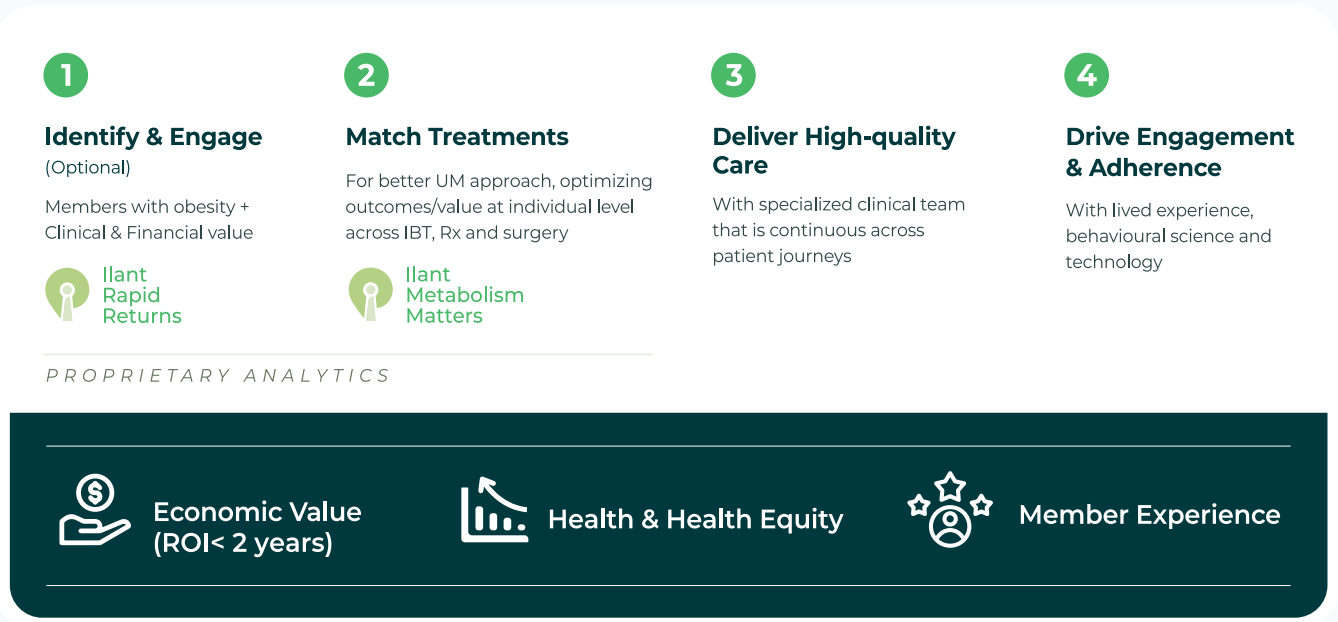 1
Identify & Engage
(Optional)
Members with obesity +
Clinical & Financial value
Ilant
Rapid
Returns
2
Match Treatments
For better UM approach, optimizing
outcomes/value at individual level
across IBT, Rx and surgery
Ilant
Metabolism
Matters
PROPRIETARY ANALYTICS
3
Deliver High-quality
Care
With specialized clinical team
that is continuous across
patient journeys
4
Drive Engagement
& Adherence
With lived experience,
behavioural science and
technology
$
Economic Value
(ROI< 2 years)
Health & Health Equity
Member Experience